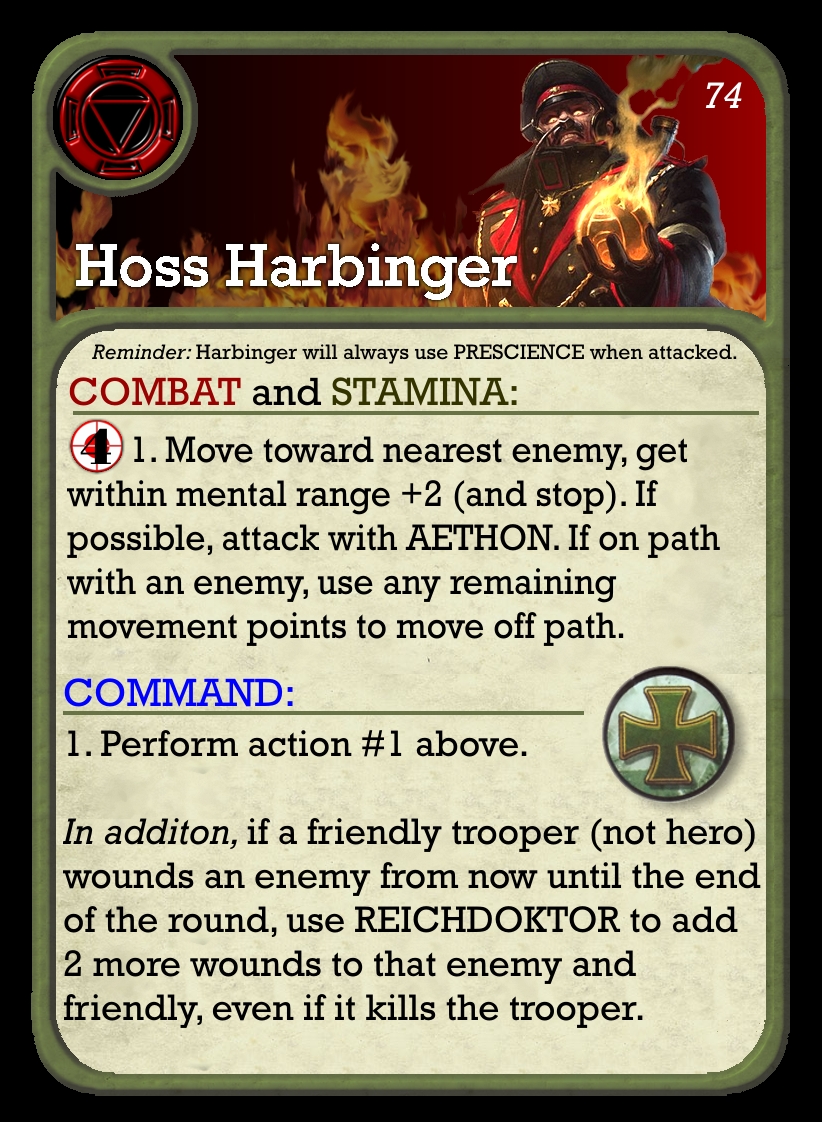 74
Hoss Harbinger
Reminder: Harbinger will always use PRESCIENCE when attacked.
COMBAT and STAMINA:
4 1. Move toward nearest enemy, get
within mental range +2 (and stop). If
possible, attack with AETHON. If on path
with an enemy, use any remaining
movement points to move off path.
COMMAND:
1. Perform action #1 above.
In additon, if a friendly trooper (not hero)
wounds an enemy from now until the end
of the round, use REICHDOKTOR to add
2 more wounds to that enemy and
friendly, even if it kills the trooper.